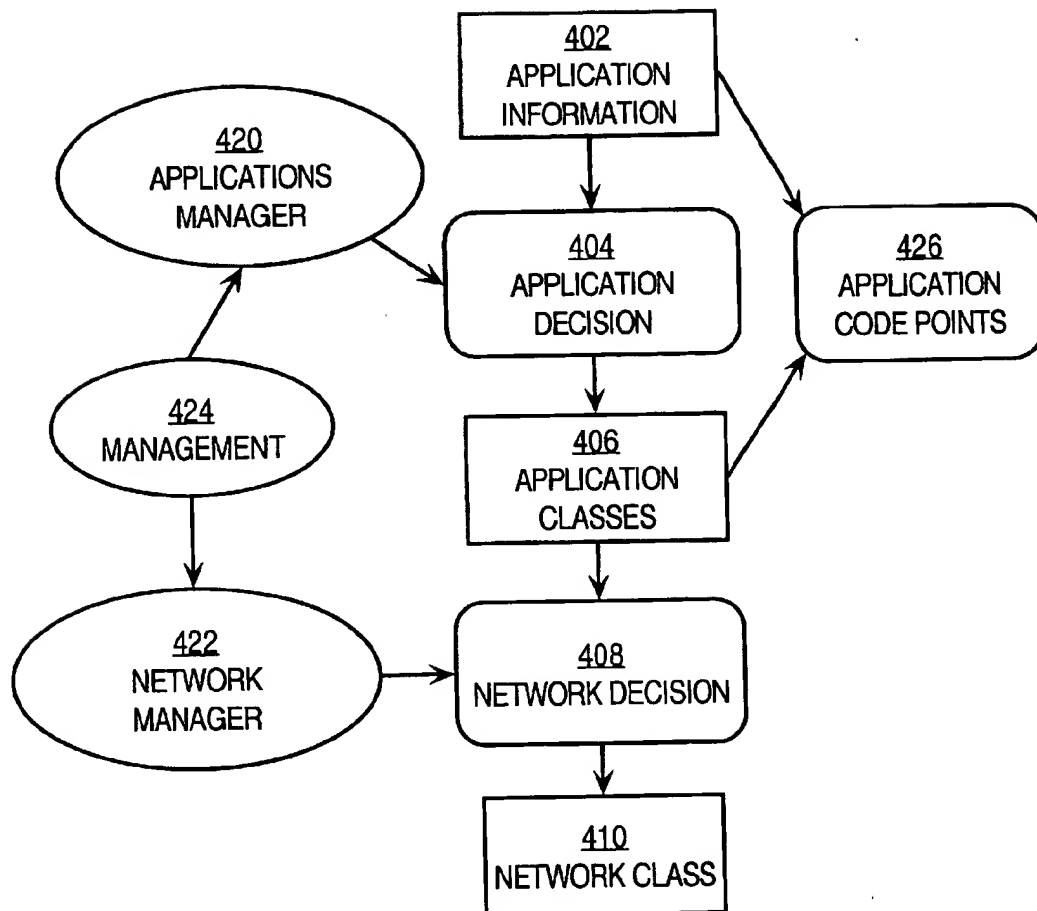 402
APPLICATION
INFORMATION
420
APPLICATIONS
MANAGER
404
APPLICATION
DECISION
426
APPLICATION
CODE POINTS
424
MANAGEMENT
406
APPLICATION
CLASSES
422
NETWORK
MANAGER
408
NETWORK DECISION
410
NETWORK CLASS